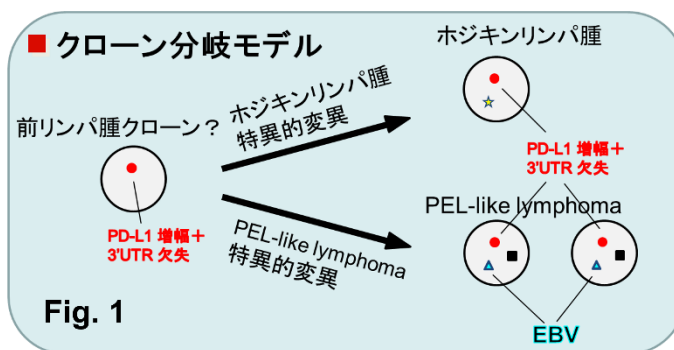 ■ クローン分岐モデル
ホジキンリンパ腫
ホジキンリンパ腫
特異的変異
前リンパ腫クローン？
PD-L1 増幅＋
3'UTR 欠失
PD-L1 増幅＋
3'UTR 欠失
PEL-like lymphoma
PEL-like lymphoma
特異的変異
Fig. 1
EBV